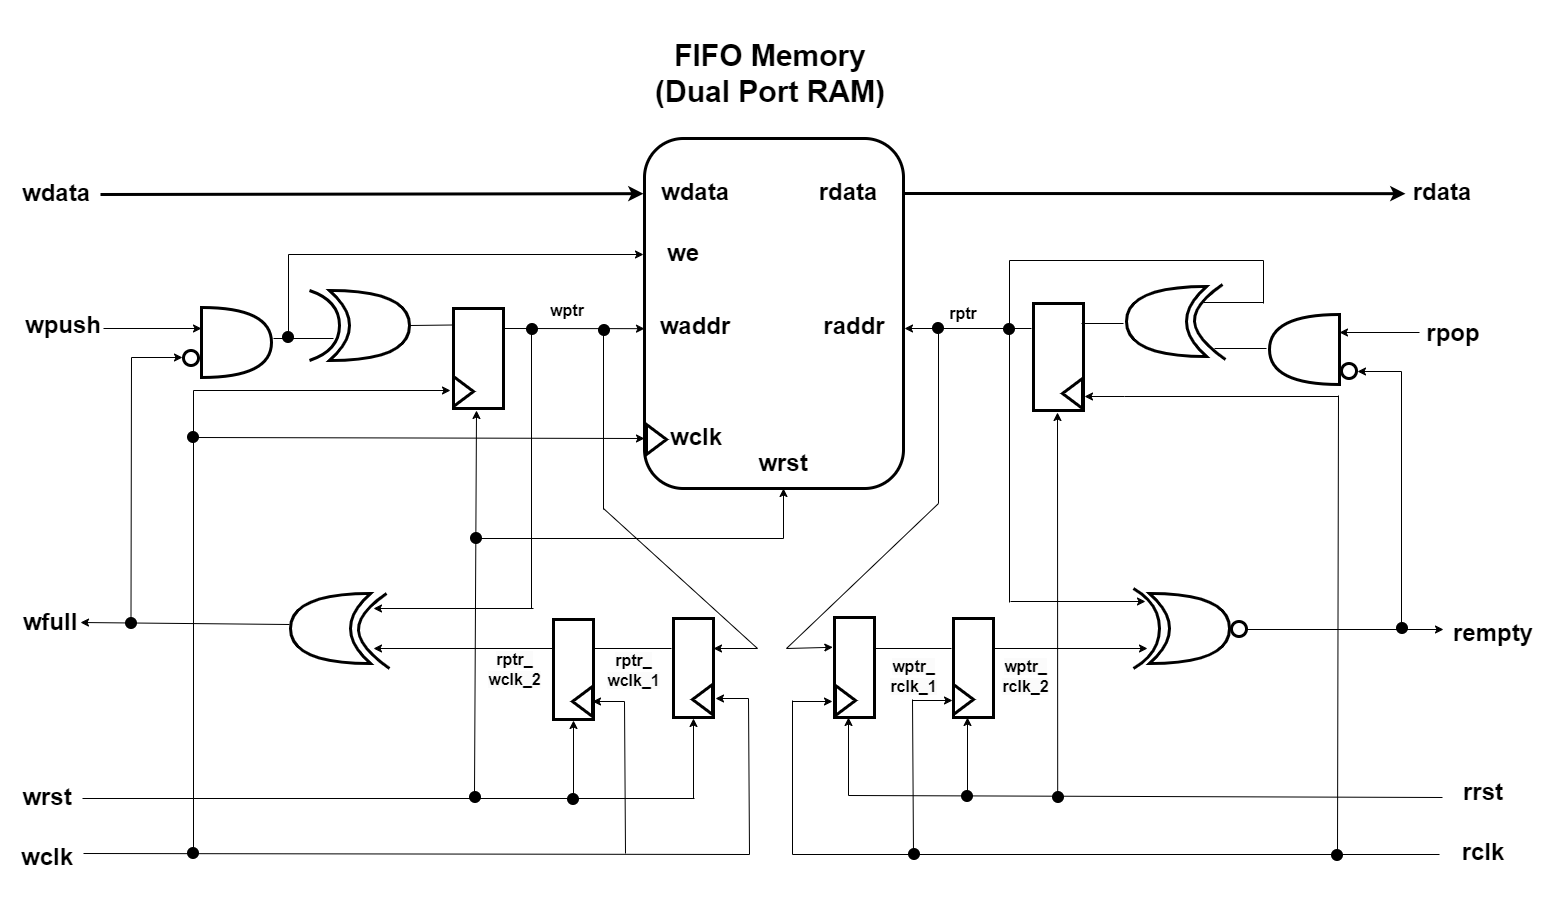 FIFO Memory
(Dual Port RAM)
wdata
wdata
rdata
rdata
we
wpush
wptr
waddr
raddr
rptr
rpop
wclk
wrst
wfull
rempty
rptr_
wclk_2
rptr_
wclk_1
wptr_
rclk_1
wptr_
rclk_2
wrst
rrst
wclk
rclk